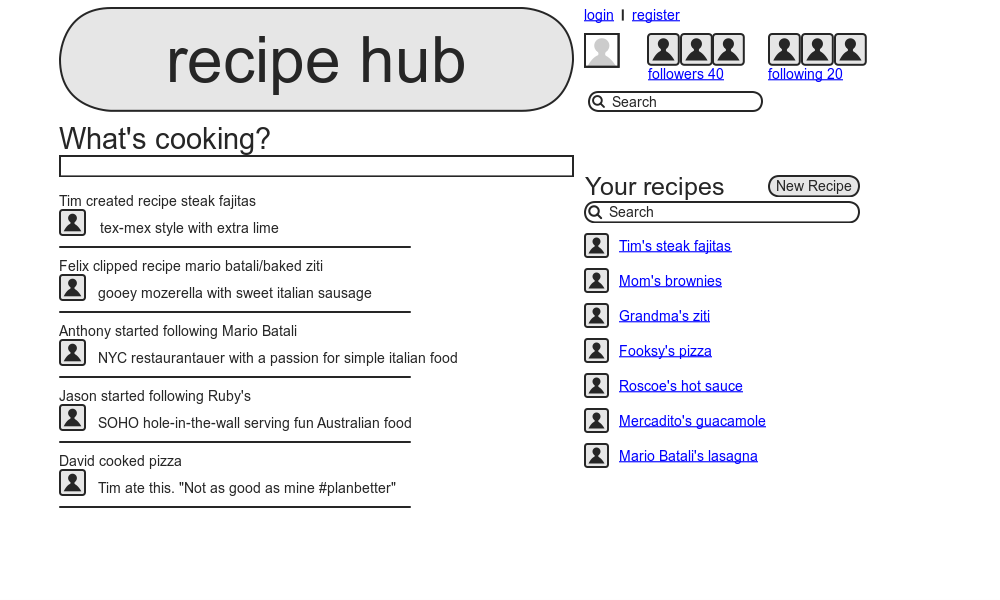 recipe hub
login | register
followers 40
following 20
Search
What's cooking?
Tim created recipe steak fajitas
tex-mex style with extra lime
Felix clipped recipe mario batali/baked ziti
gooey mozerella with sweet italian sausage
Anthony started following Mario Batali
NYC restaurantauer with a passion for simple italian food
Jason started following Ruby's
SOHO hole-in-the-wall serving fun Australian food
David cooked pizza
Tim ate this. "Not as good as mine #planbetter"
Your recipes
New Recipe
Search
Tim's steak fajitas
Mom's brownies
Grandma's ziti
Fooksy's pizza
Roscoe's hot sauce
Mercadito's guacamole
Mario Batali's lasagna